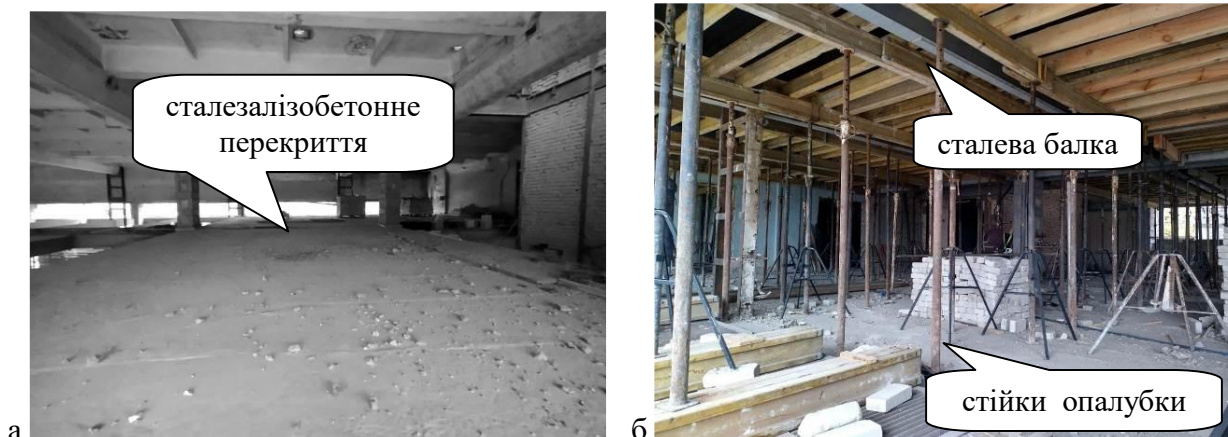 сталезалізобетонне
перекриття
а
сталева балка
стійки опалубки
б